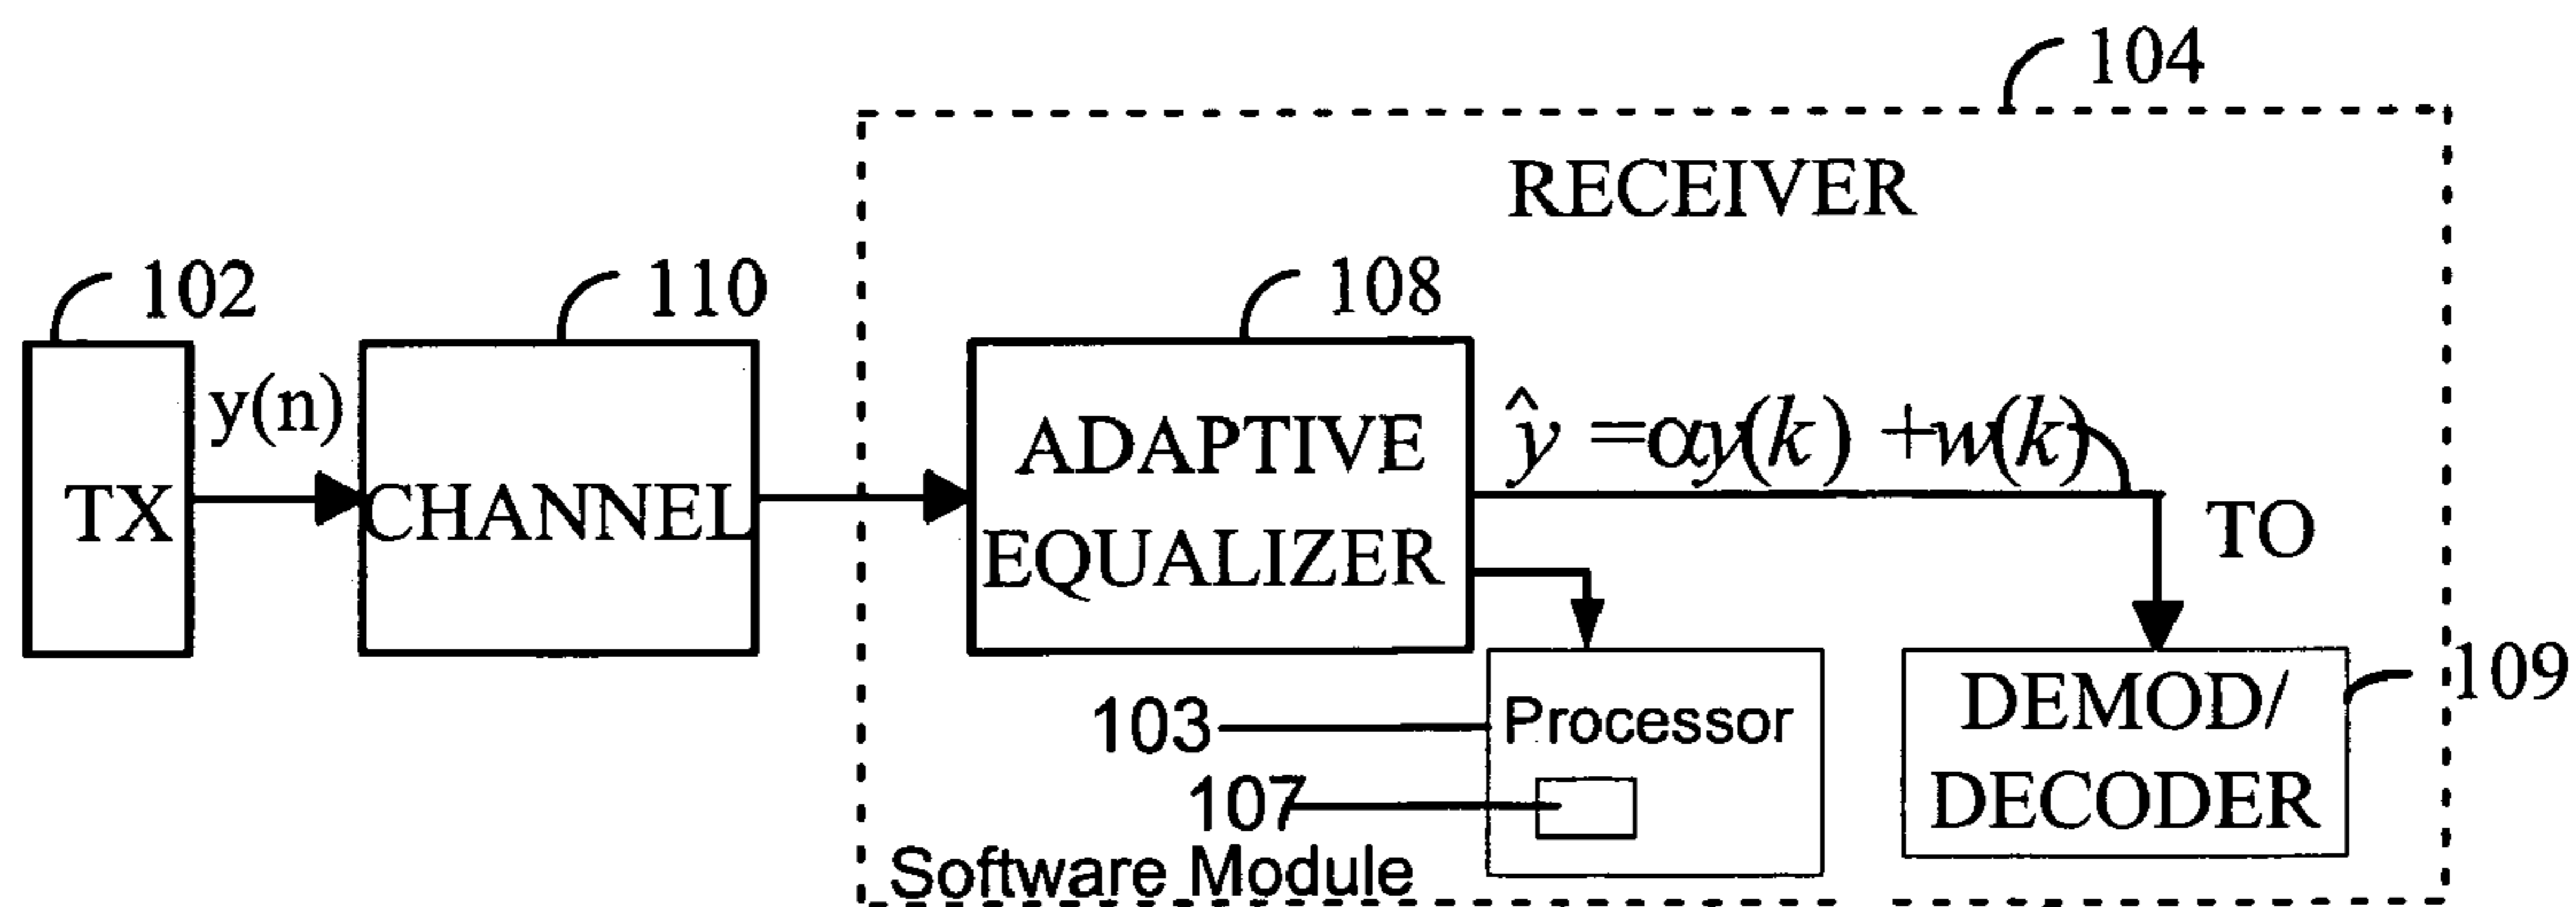 104
RECEIVER
102
110
108
y(n)
TX
CHANNEL
ADAPTIVE
EQUALIZER
ŷ =αy(k) +w(k)
TO
103
Processor
107
Software Module
DEMOD/
DECODER
109